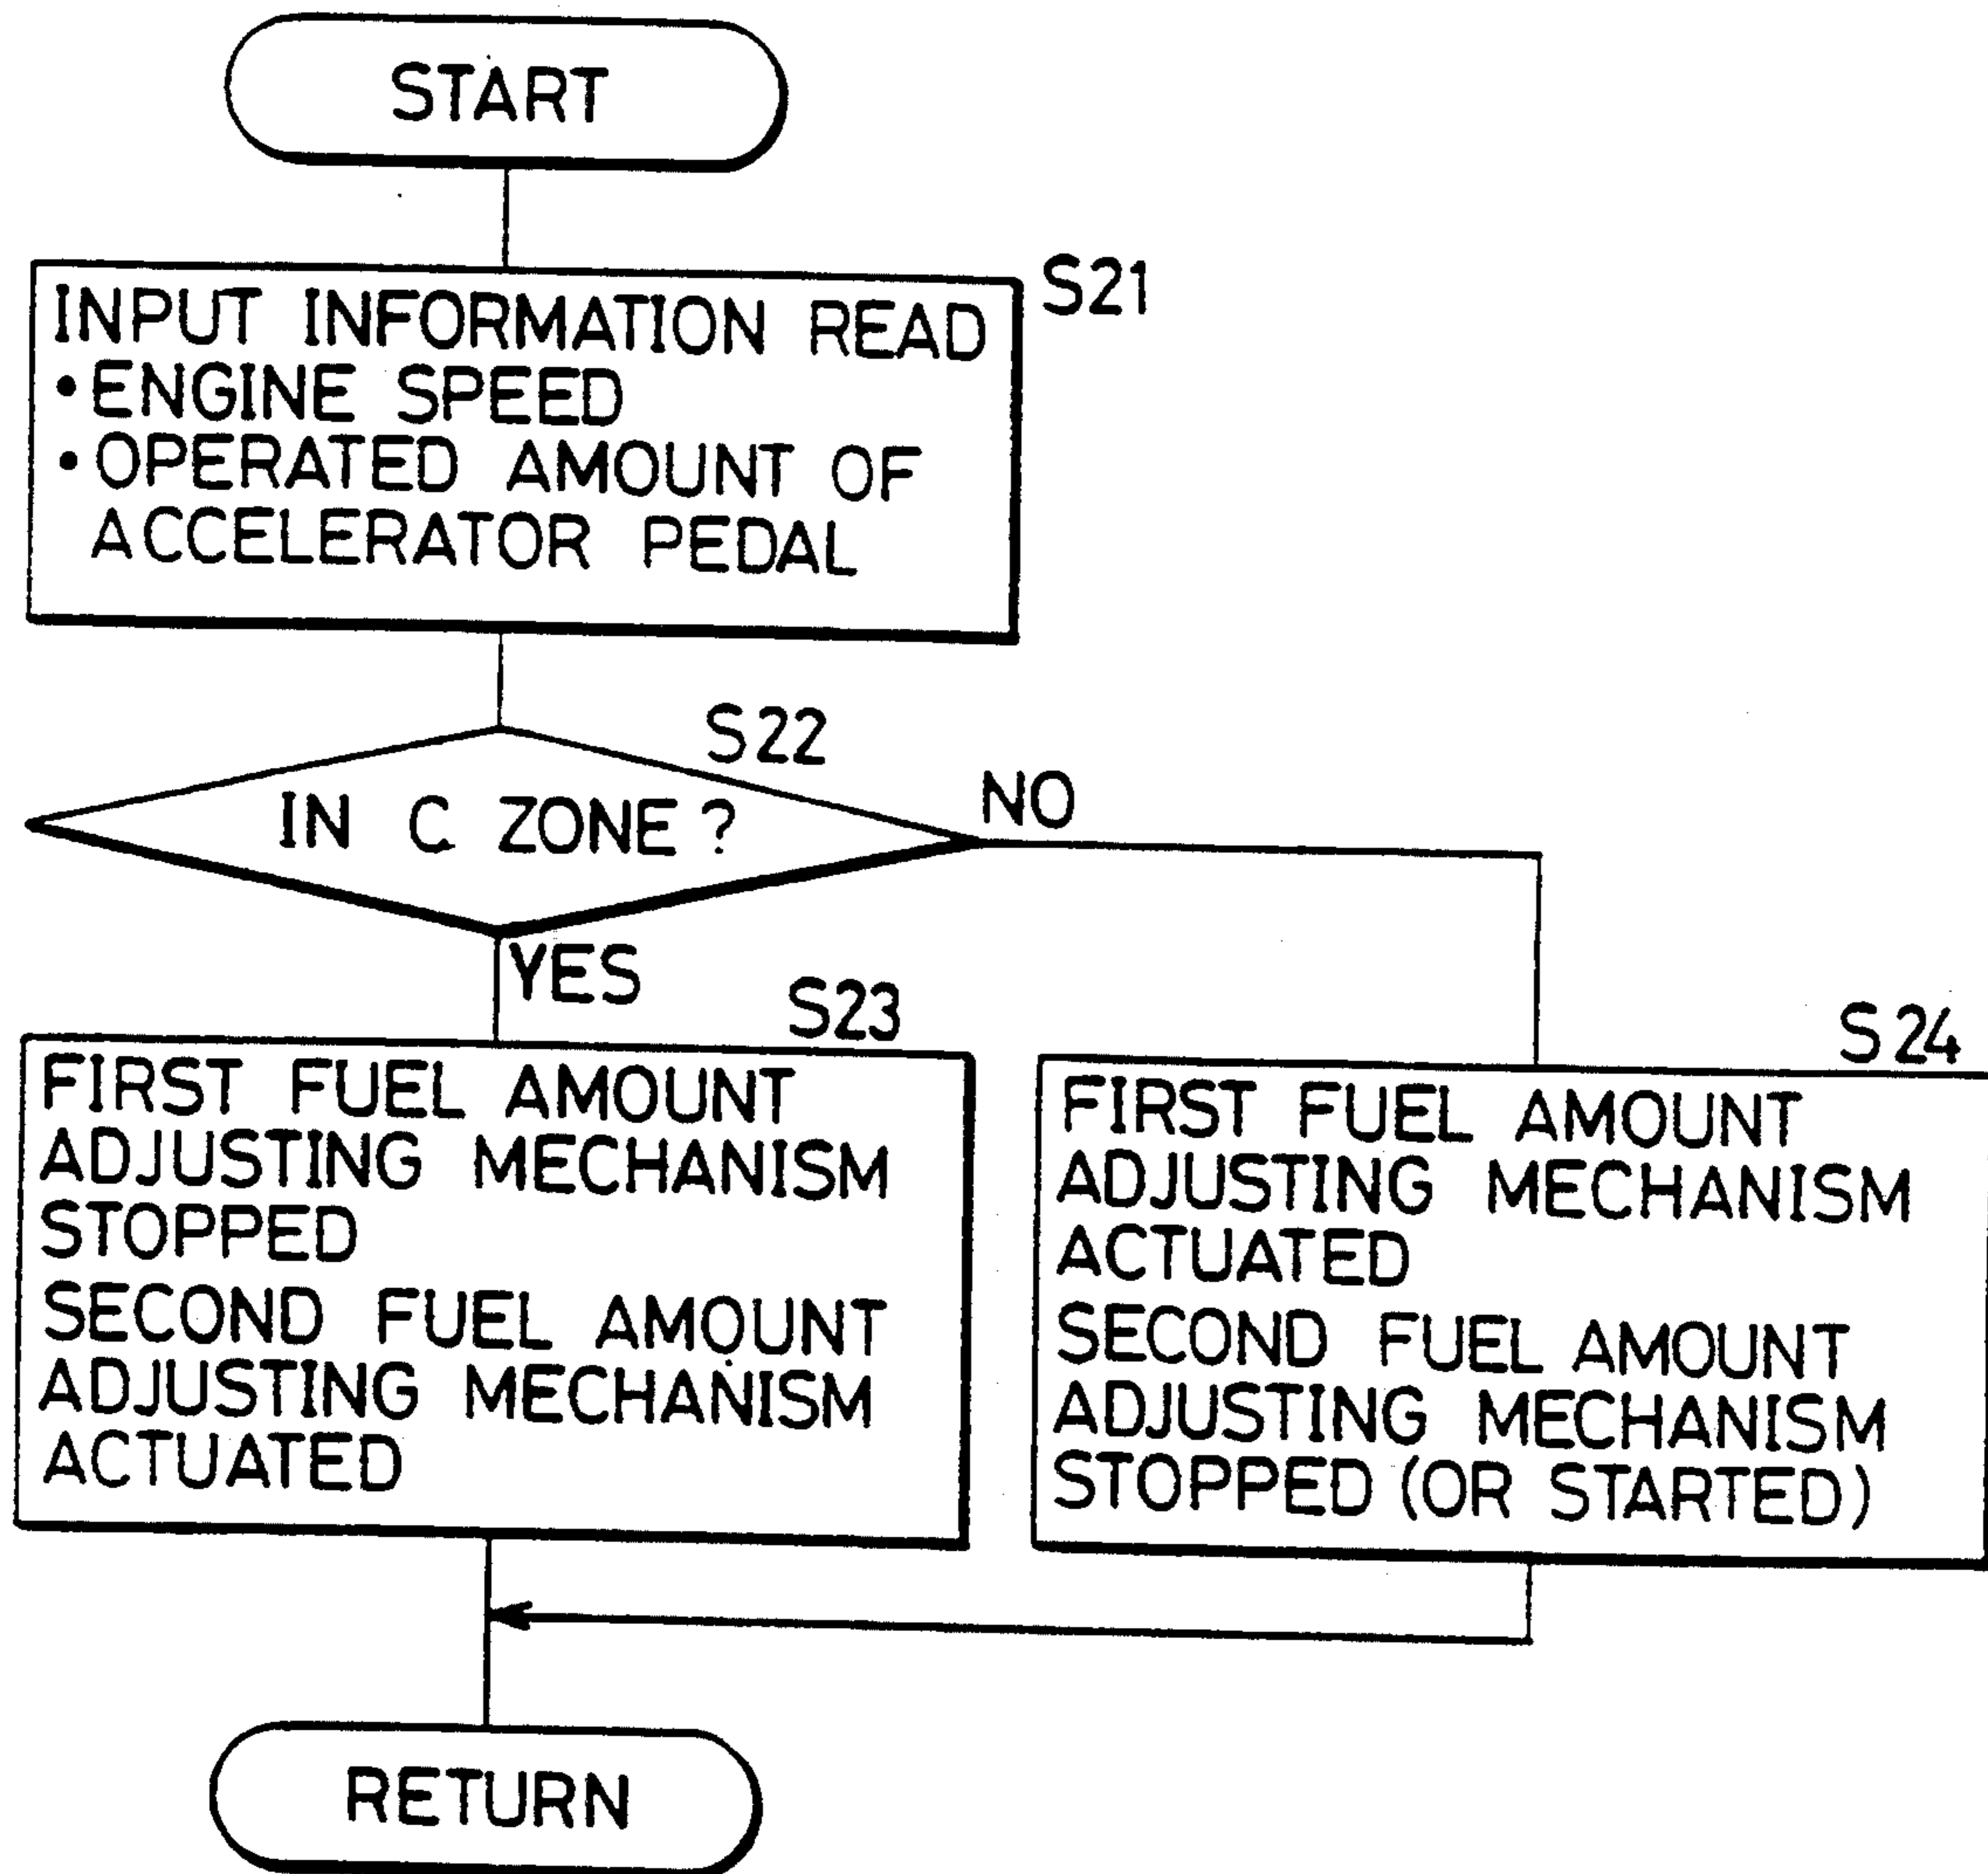 START
S21
INPUT INFORMATION READ
• ENGINE SPEED
• OPERATED AMOUNT OF
ACCELERATOR PEDAL
S22
IN C ZONE?
NO
YES
S23
FIRST FUEL AMOUNT
ADJUSTING MECHANISM
STOPPED
SECOND FUEL AMOUNT
ADJUSTING MECHANISM
ACTUATED
S24
FIRST FUEL AMOUNT
ADJUSTING MECHANISM
ACTUATED
SECOND FUEL AMOUNT
ADJUSTING MECHANISM
STOPPED (OR STARTED)
RETURN